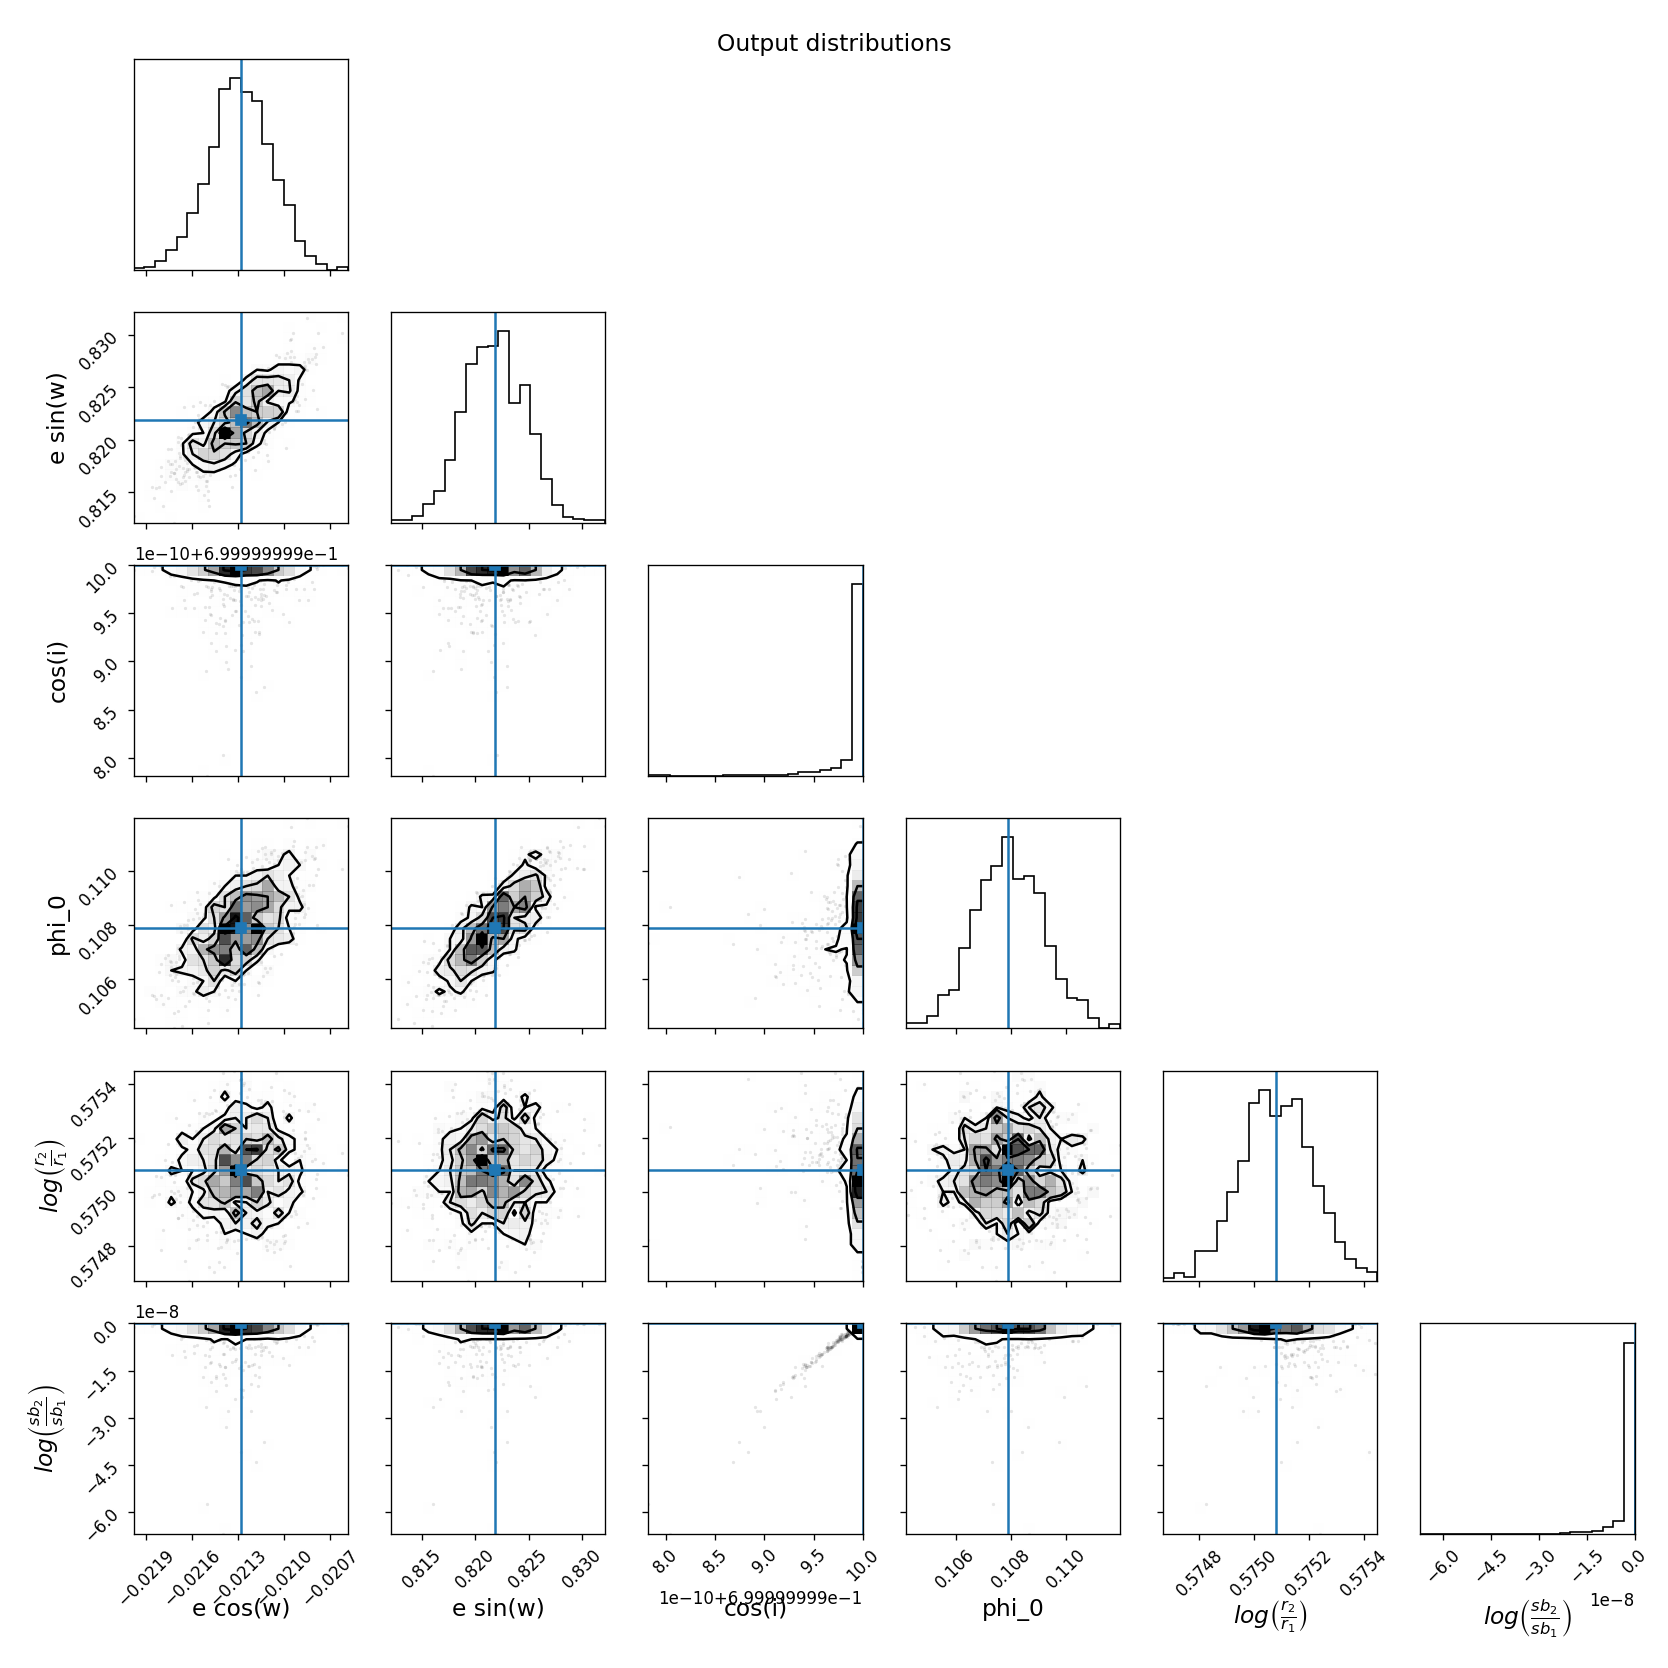 Output distributions
e sin(w)
0.830
0.825
0.820
0.815
1e−10+6.99999999e−1
cos(i)
10.0
9.5
9.0
8.5
8.0
phi_0
0.110
0.108
0.106
log(r2/r1)
0.5754
0.5752
0.5750
0.5748
1e−8
log(sb2/sb1)
0.0
−1.5
−3.0
−4.5
−6.0
−0.0219 −0.0216 −0.0213 −0.0210 −0.0207
0.815 0.820 0.825 0.830
8.0 8.5 9.0 9.5 10.0
0.106 0.108 0.110
0.5748 0.5750 0.5752 0.5754
−6.0 −4.5 −3.0 −1.5 0.0
1e−10+6.99999999e−1
1e−8
e cos(w) e sin(w) cos(i) phi_0 log(r2/r1) log(sb2/sb1)